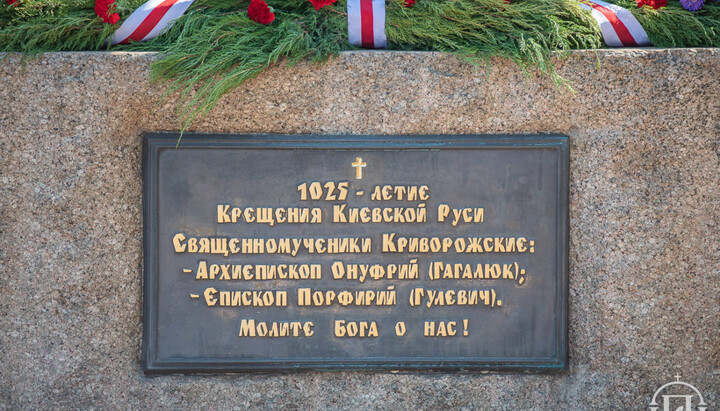 1025 - летие
Крещения Киевской Руси
Священномученики Криворожские:
- Архиепископ Онуфрий (Гагалюк);
- Епископ Порфирий (Гулевич).
Молите Бога о нас!